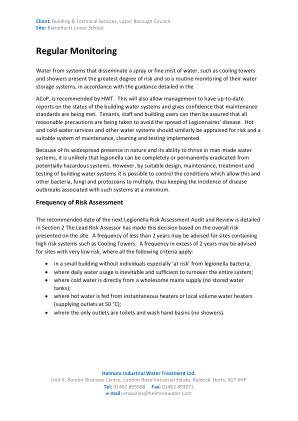 Client: Building & Technical Services, Luton Borough Council
Site: Barnehurst Junior School
Regular Monitoring
Water from systems that disseminate a spray or fine mist of water, such as cooling towers
and showers present the greatest degree of risk and so a routine monitoring of their water
storage systems, in accordance with the guidance detailed in the
ACoP, is recommended by HWT. This will also allow management to have up-to-date
reports on the status of the building water systems and gives confidence that maintenance
standards are being met. Tenants, staff and building users can then be assured that all
reasonable precautions are being taken to avoid the spread of Legionnaires' disease. Hot
and cold-water services and other water systems should similarly be appraised for risk and a
suitable system of maintenance, cleaning and testing implemented.
Because of its widespread presence in nature and its ability to thrive in man-made water
systems, it is unlikely that legionella can be completely or permanently eradicated from
potentially hazardous systems. However, by suitable design, maintenance, treatment and
testing of building water systems it is possible to control the conditions which allow this and
other bacteria, fungi and protozoans to multiply, thus keeping the incidence of disease
outbreaks associated with such systems at a minimum.
Frequency of Risk Assessment
The recommended date of the next Legionella Risk Assessment Audit and Review is detailed
in Section 2 The Lead Risk Assessor has made this decision based on the overall risk
presented on the site. A frequency of less than 2 years may be advised for sites containing
high risk systems such as Cooling Towers. A frequency in excess of 2 years may be advised
for sites with very low risk, where all the following criteria apply:
• in a small building without individuals especially 'at risk' from legionella bacteria;
• where daily water usage is inevitable and sufficient to turnover the entire system;
• where cold water is directly from a wholesome mains supply (no stored water
tanks);
• where hot water is fed from instantaneous heaters or local volume water heaters
(supplying outlets at 50 °C);
• where the only outlets are toilets and wash hand basins (no showers).
Helmore Industrial Water Treatment Ltd.
Unit 6, Bondor Business Centre, London Road Industrial Estate, Baldock, Herts, SG7 6HP
Tel: 01462 895588 Fax: 01462 893072
e-mail: enquiries@helmorewater.com